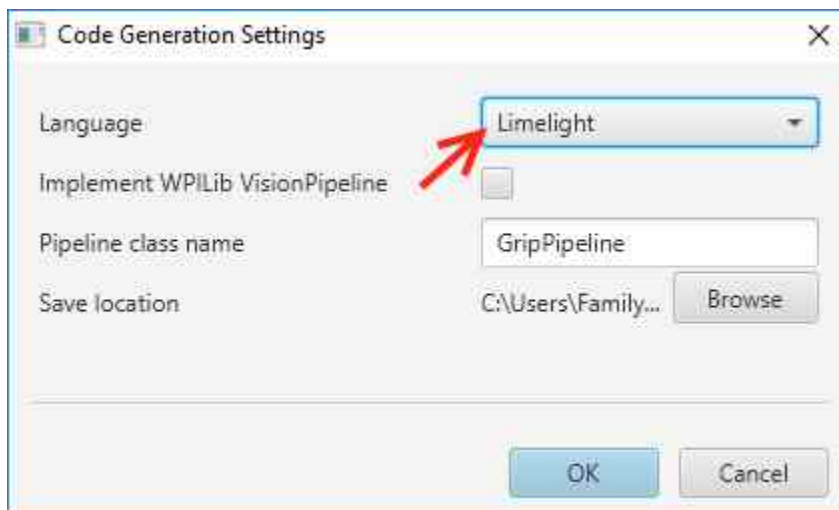 Code Generation Settings
Language Limelight
Implement WPILib VisionPipeline
Pipeline class name GripPipeline
Save location C:\Users\Family... Browse
OK Cancel